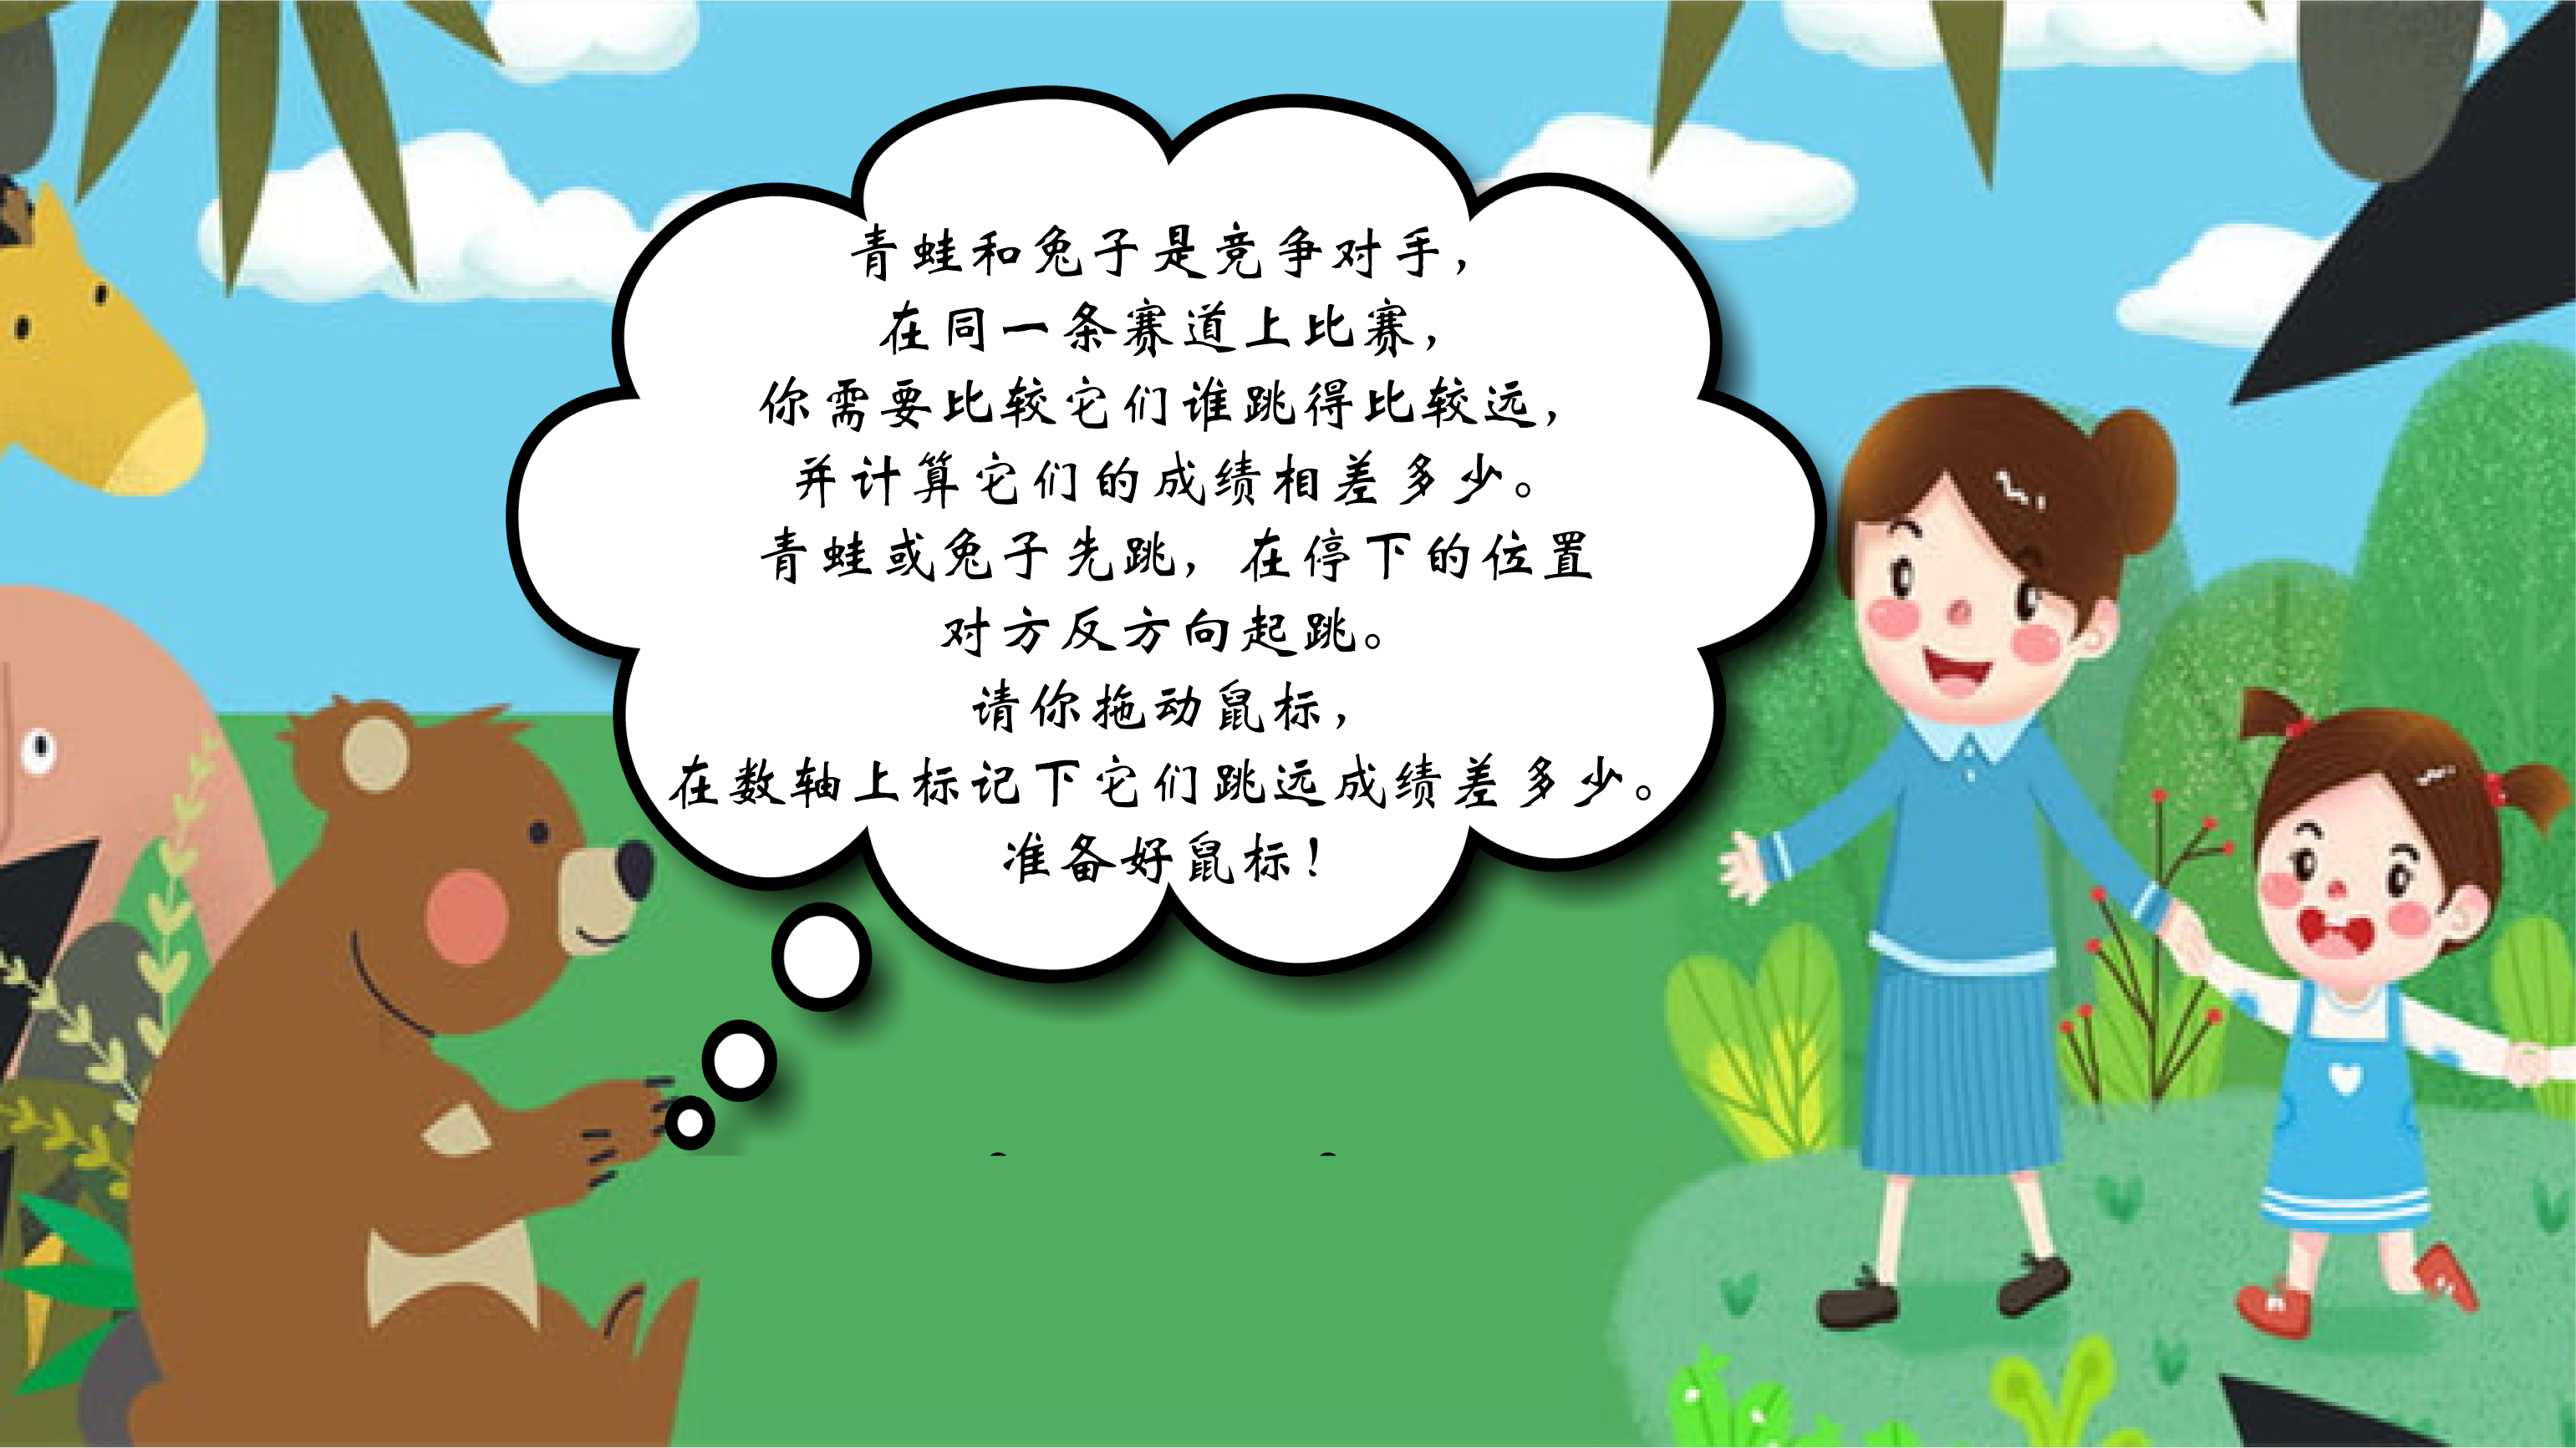 青蛙和兔子是竞争对手，
在同一条赛道上比赛，
你需要比较它们谁跳得比较远，
并计算它们的成绩相差多少。
青蛙或兔子先跳，在停下的位置
对方反方向起跳。
请你拖动鼠标，
在数轴上标记下它们跳远成绩差多少。
准备好鼠标！